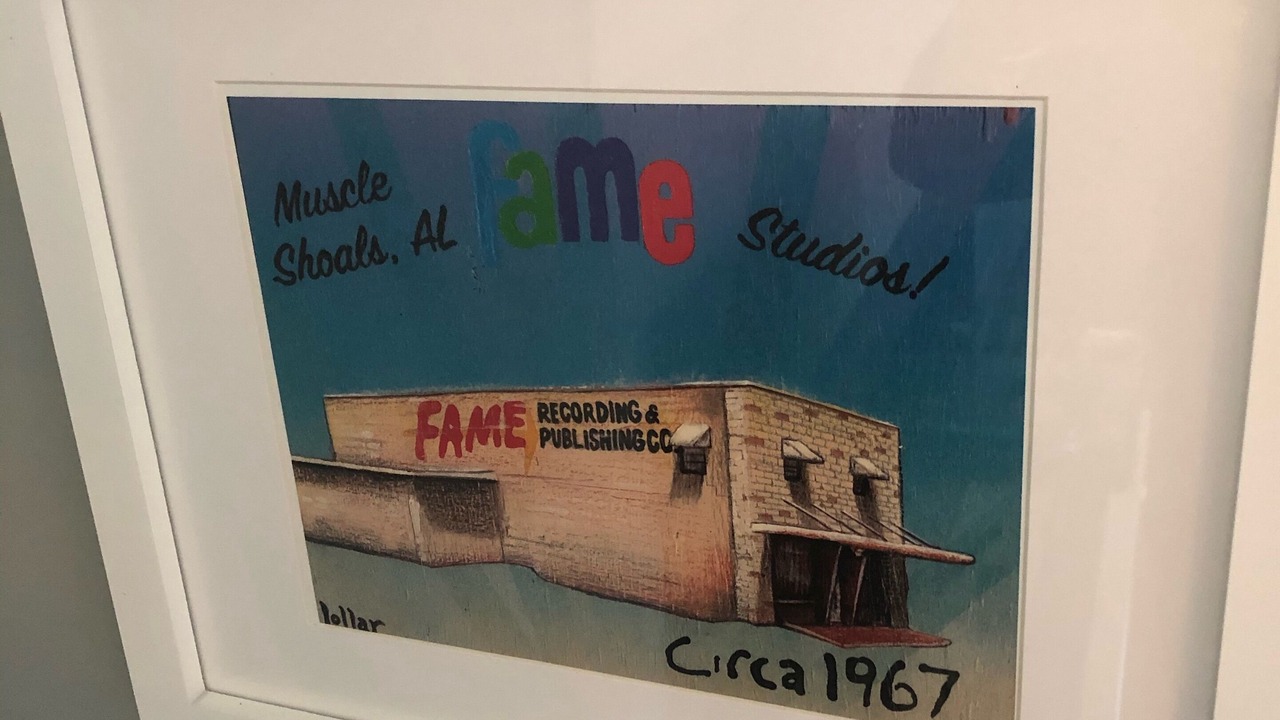 Muscle
Shoals, AL
fame
Studios!
FAME
RECORDING &
PUBLISHING CO.
Dollar
Circa 1967